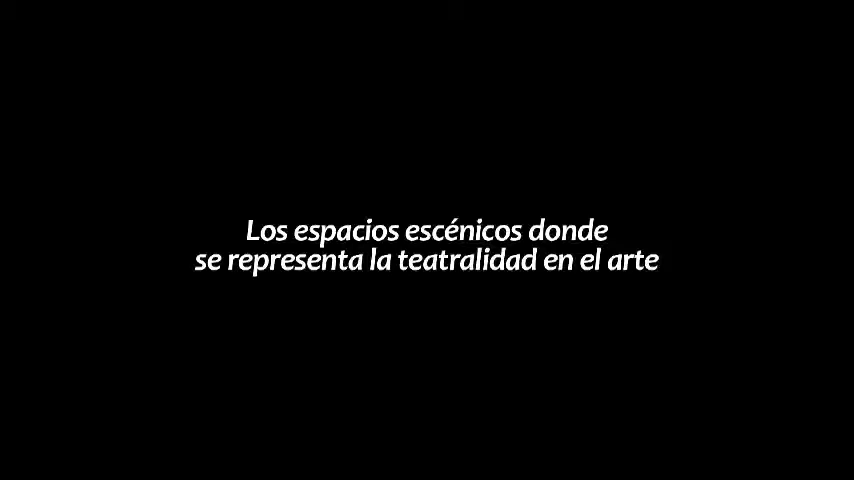 Los espacios escénicos donde
se representa la teatralidad en el arte